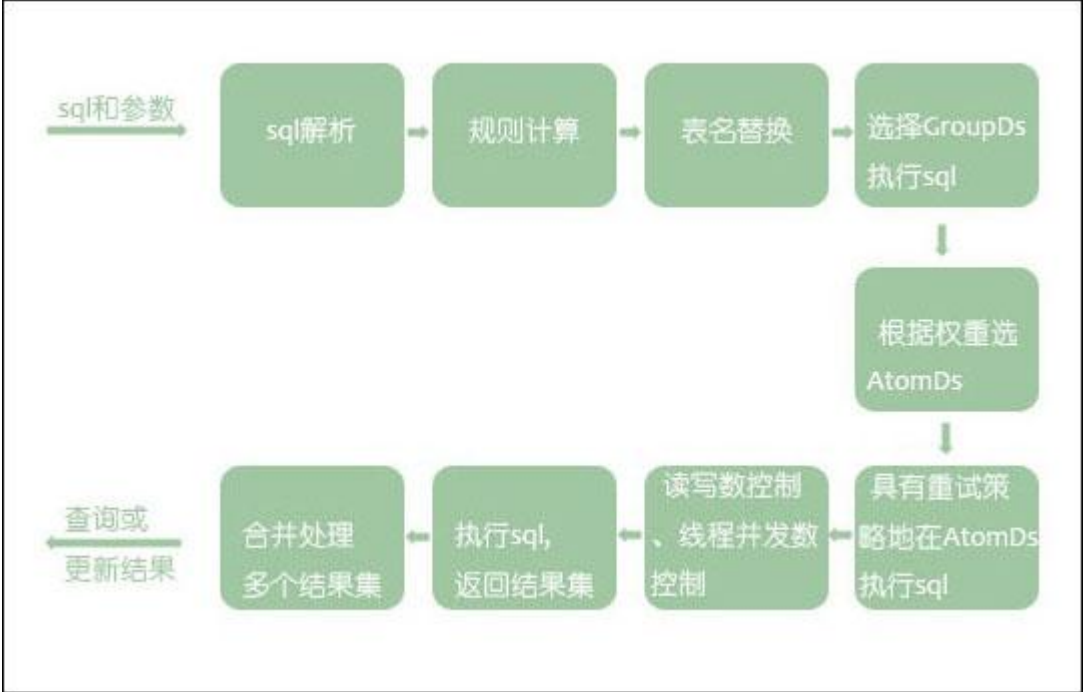 sql和参数
sql解析
规则计算
表名替换
选择GroupDs
执行sql
根据权重选
AtomDs
具有重试策
略地在AtomDs
执行sql
读写数控制
、线程并发数
控制
执行sql,
返回结果集
合并处理
多个结果集
查询或
更新结果